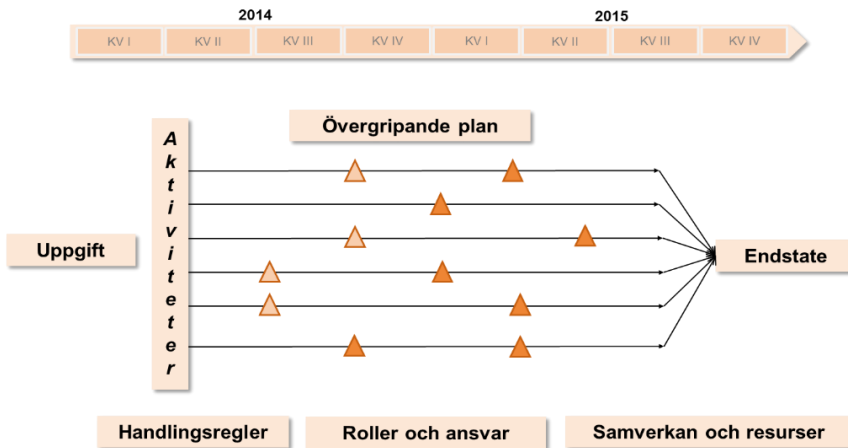 2014 2015
KV I KV II KV III KV IV KV I KV II KV III KV IV
Övergripande plan
Aktiviteter
Uppgift
Endstate
Handlingsregler Roller och ansvar Samverkan och resurser